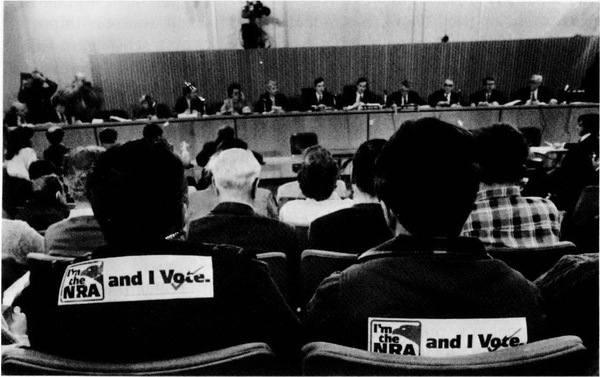 I'm
the
NRA and I Vote.
I'm
the
NRA and I Vote.